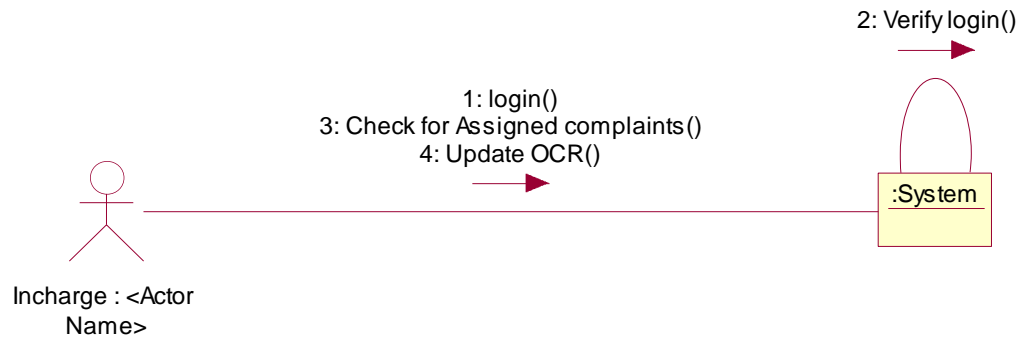 2: Verify login()
1: login()
3: Check for Assigned complaints()
4: Update OCR()
:System
Incharge : <Actor
Name>